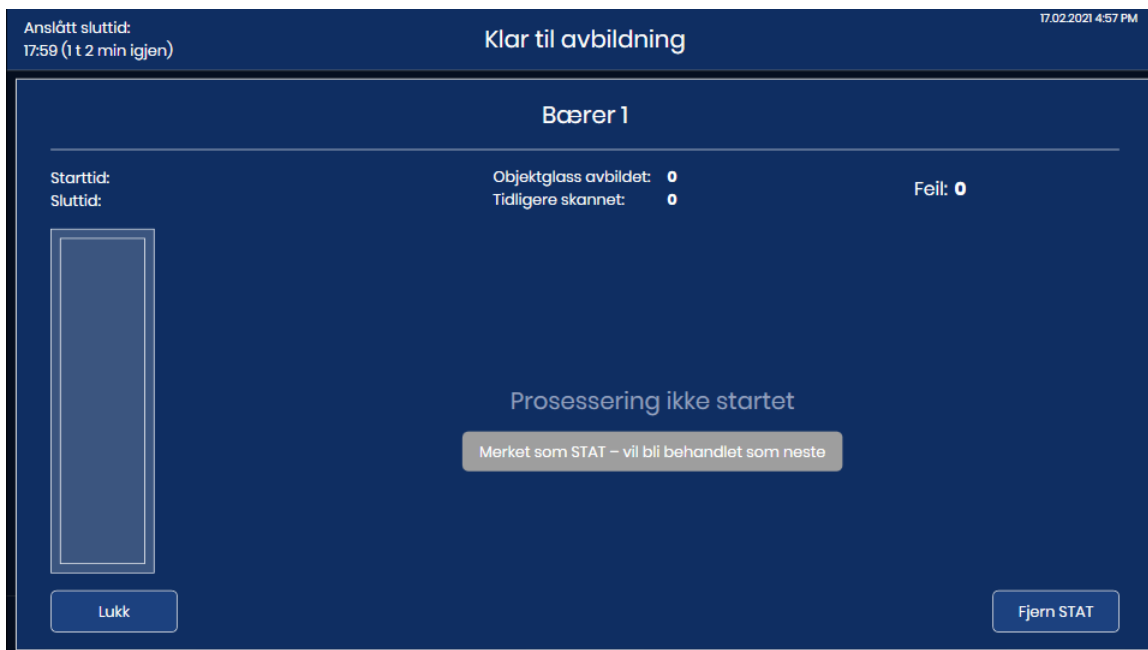 Anslått sluttid:
17:59 (1 t 2 min igjen)
Klar til avbildning
17.02.2021 4:57 PM
Bærer 1
Starttid:
Sluttid:
Objektglass avbildet: 0
Tidligere skannet: 0
Feil: 0
Prosessering ikke startet
Merket som STAT – vil bli behandlet som neste
Lukk
Fjern STAT